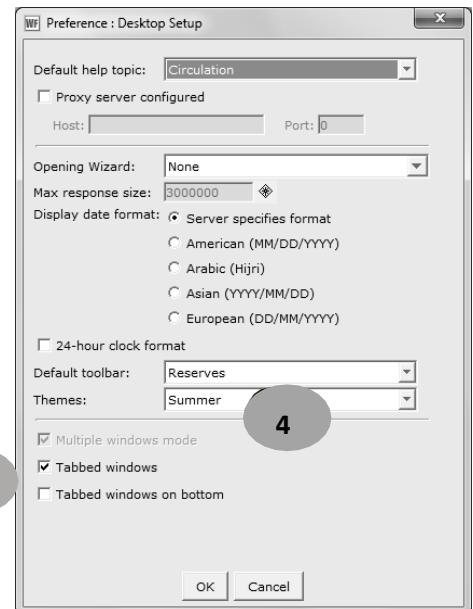 WF Preference : Desktop Setup X
Default help topic: Circulation
Proxy server configured
Host: Port: 0
Opening Wizard: None
Max response size: 3000000
Display date format: Server specifies format
American (MM/DD/YYYY)
Arabic (Hijri)
Asian (YYYY/MM/DD)
European (DD/MM/YYYY)
24-hour clock format
Default toolbar: Reserves
Themes: Summer
4
Multiple windows mode
Tabbed windows
Tabbed windows on bottom
OK Cancel